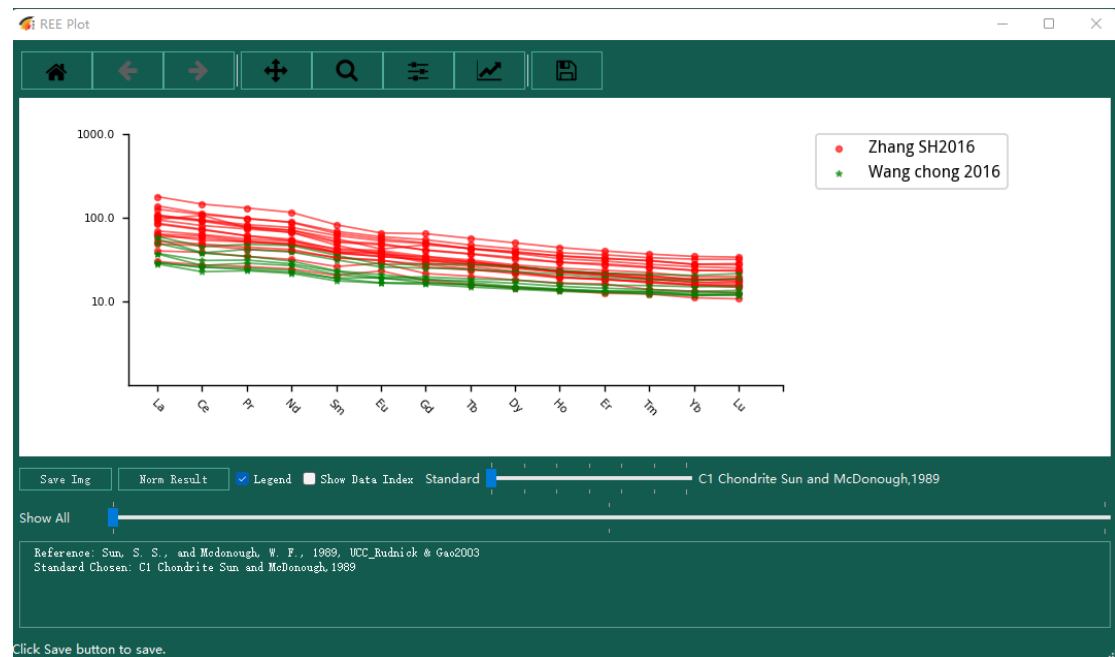 REE Plot
1000.0
100.0
10.0
La Ce Pr Nd Sm Eu Gd Tb Dy Ho Er Tm Yb Lu
Zhang SH2016
Wang chong 2016
Save Img Norm Result Legend Show Data Index Standard C1 Chondrite Sun and McDonough,1989
Show All
Reference: Sun, S. S., and Mcdonough, W. F., 1989, UCC_Rudnick & Gao2003
Standard Chosen: C1 Chondrite Sun and McDonough,1989
Click Save button to save.